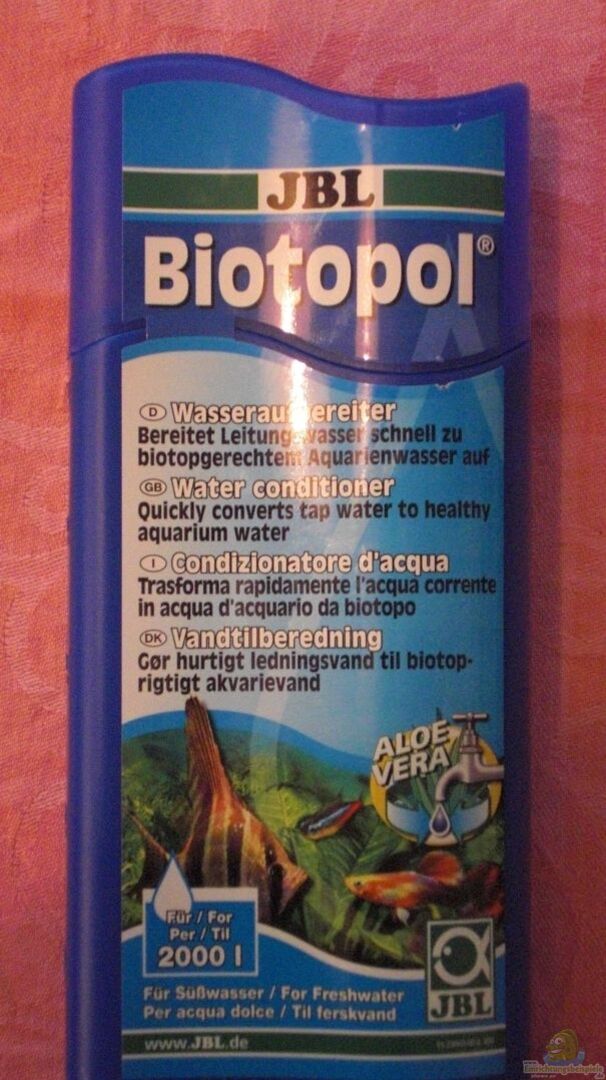 JBL
Biotopol®
D Wasseraufbereiter
Bereitet Leitungswasser schnell zu
biotopgerechtem Aquarienwasser auf
GB Water conditioner
Quickly converts tap water to healthy
aquarium water
I Condizionatore d'acqua
Trasforma rapidamente l'acqua corrente
in acqua d'acquario da biotopo
DK Vandtilberedning
Gør hurtigt ledningsvand til biotop-
rigtigt akvarievand
ALOE
VERA
Für / For
Per / Til
2000 l
Für Süßwasser / For Freshwater
Per acqua dolce / Til ferskvand
JBL
www.JBL.de
Einrichtungsbeispiele